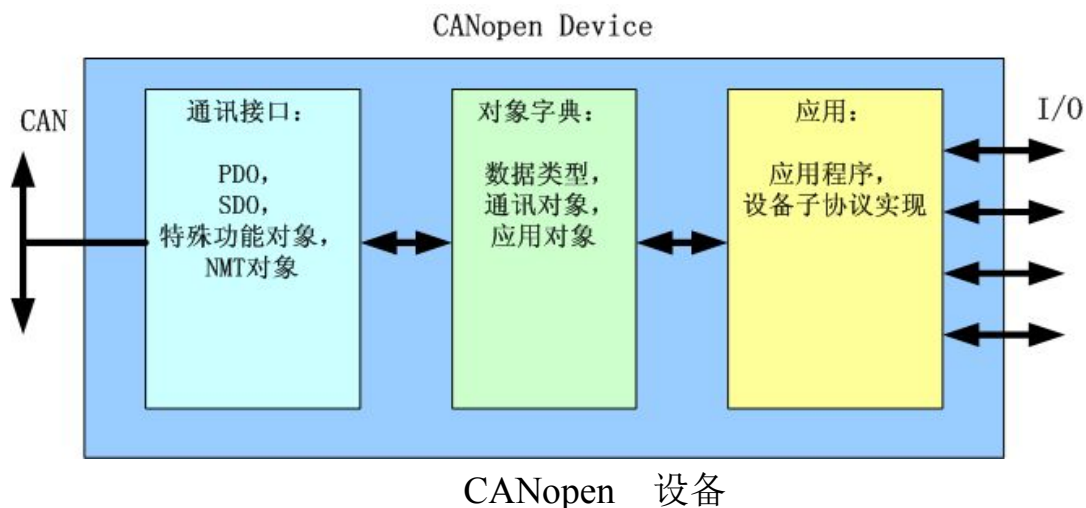 CANopen Device
CAN
通讯接口：
PDO，
SDO，
特殊功能对象，
NMT对象
对象字典：
数据类型，
通讯对象，
应用对象
应用：
应用程序，
设备子协议实现
I/O
CANopen 设备